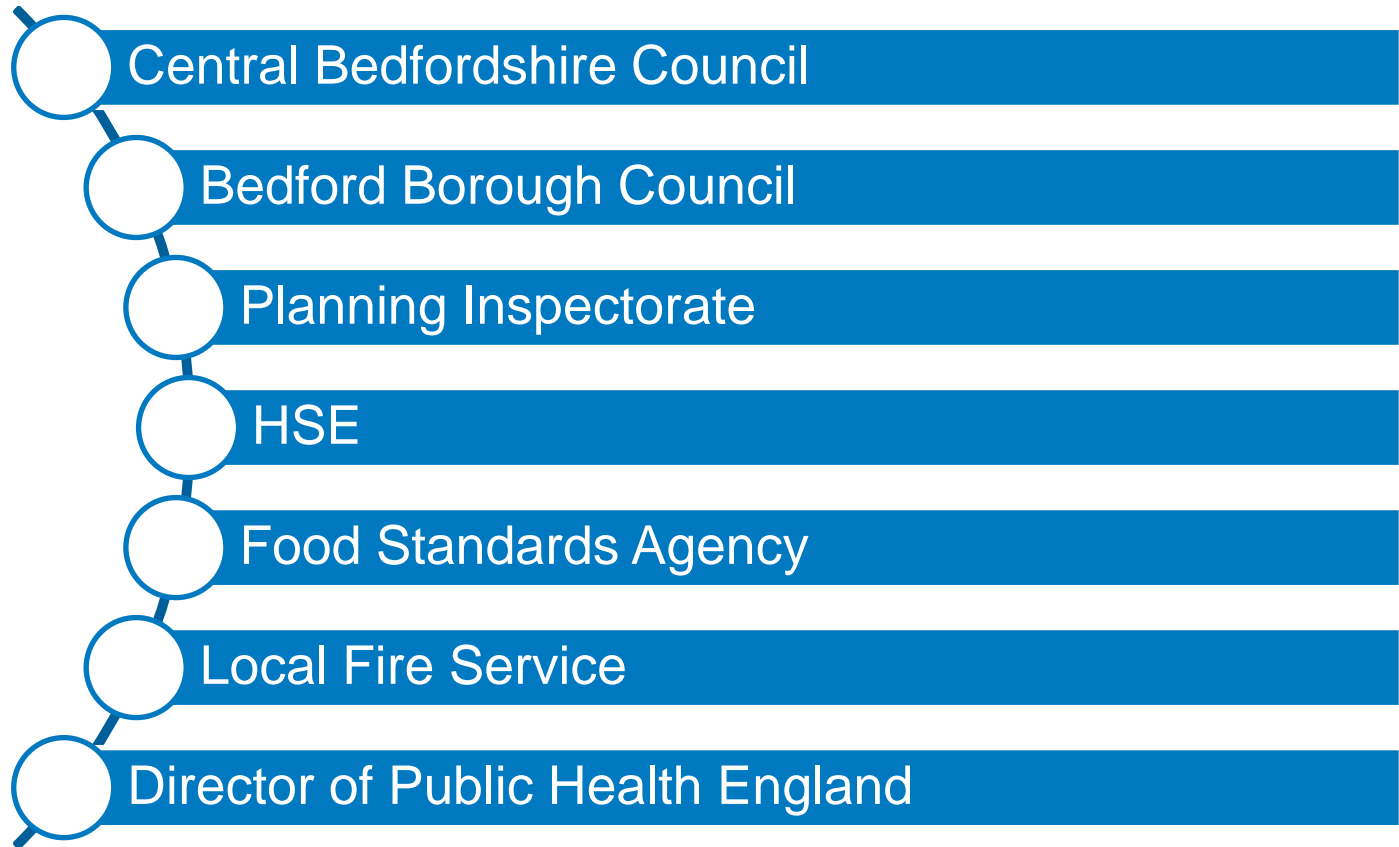 Central Bedfordshire Council
Bedford Borough Council
Planning Inspectorate
HSE
Food Standards Agency
Local Fire Service
Director of Public Health England